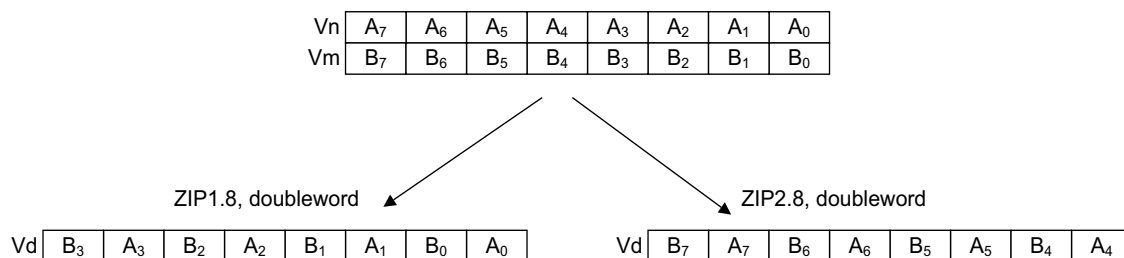 Vn A₇ A₆ A₅ A₄ A₃ A₂ A₁ A₀
Vm B₇ B₆ B₅ B₄ B₃ B₂ B₁ B₀
ZIP1.8, doubleword
ZIP2.8, doubleword
Vd B₃ A₃ B₂ A₂ B₁ A₁ B₀ A₀
Vd B₇ A₇ B₆ A₆ B₅ A₅ B₄ A₄